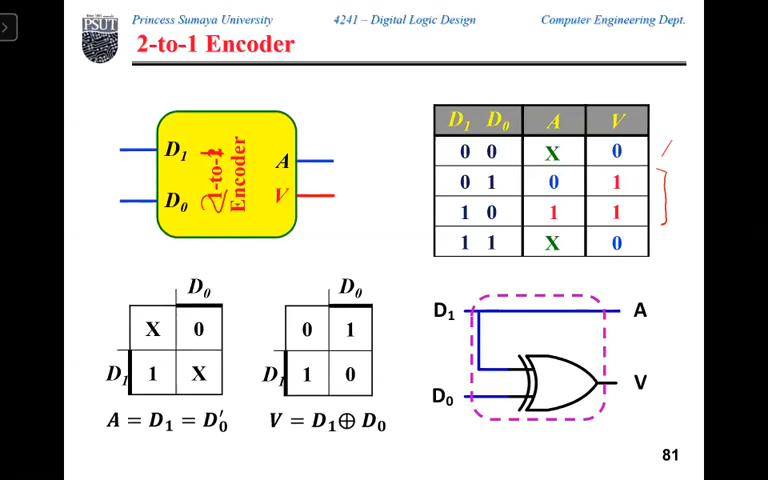 PSUT
Princess Sumaya University
4241 – Digital Logic Design
Computer Engineering Dept.
2-to-1 Encoder
D1
D0
2-to-1
Encoder
A
V
D1 D0 A V
0 0 X 0
0 1 0 1
1 0 1 1
1 1 X 0
D0
X 0
D1 1 X
A = D1 = D0′
D0
0 1
D1 1 0
V = D1⊕ D0
D1
A
D0
V
81